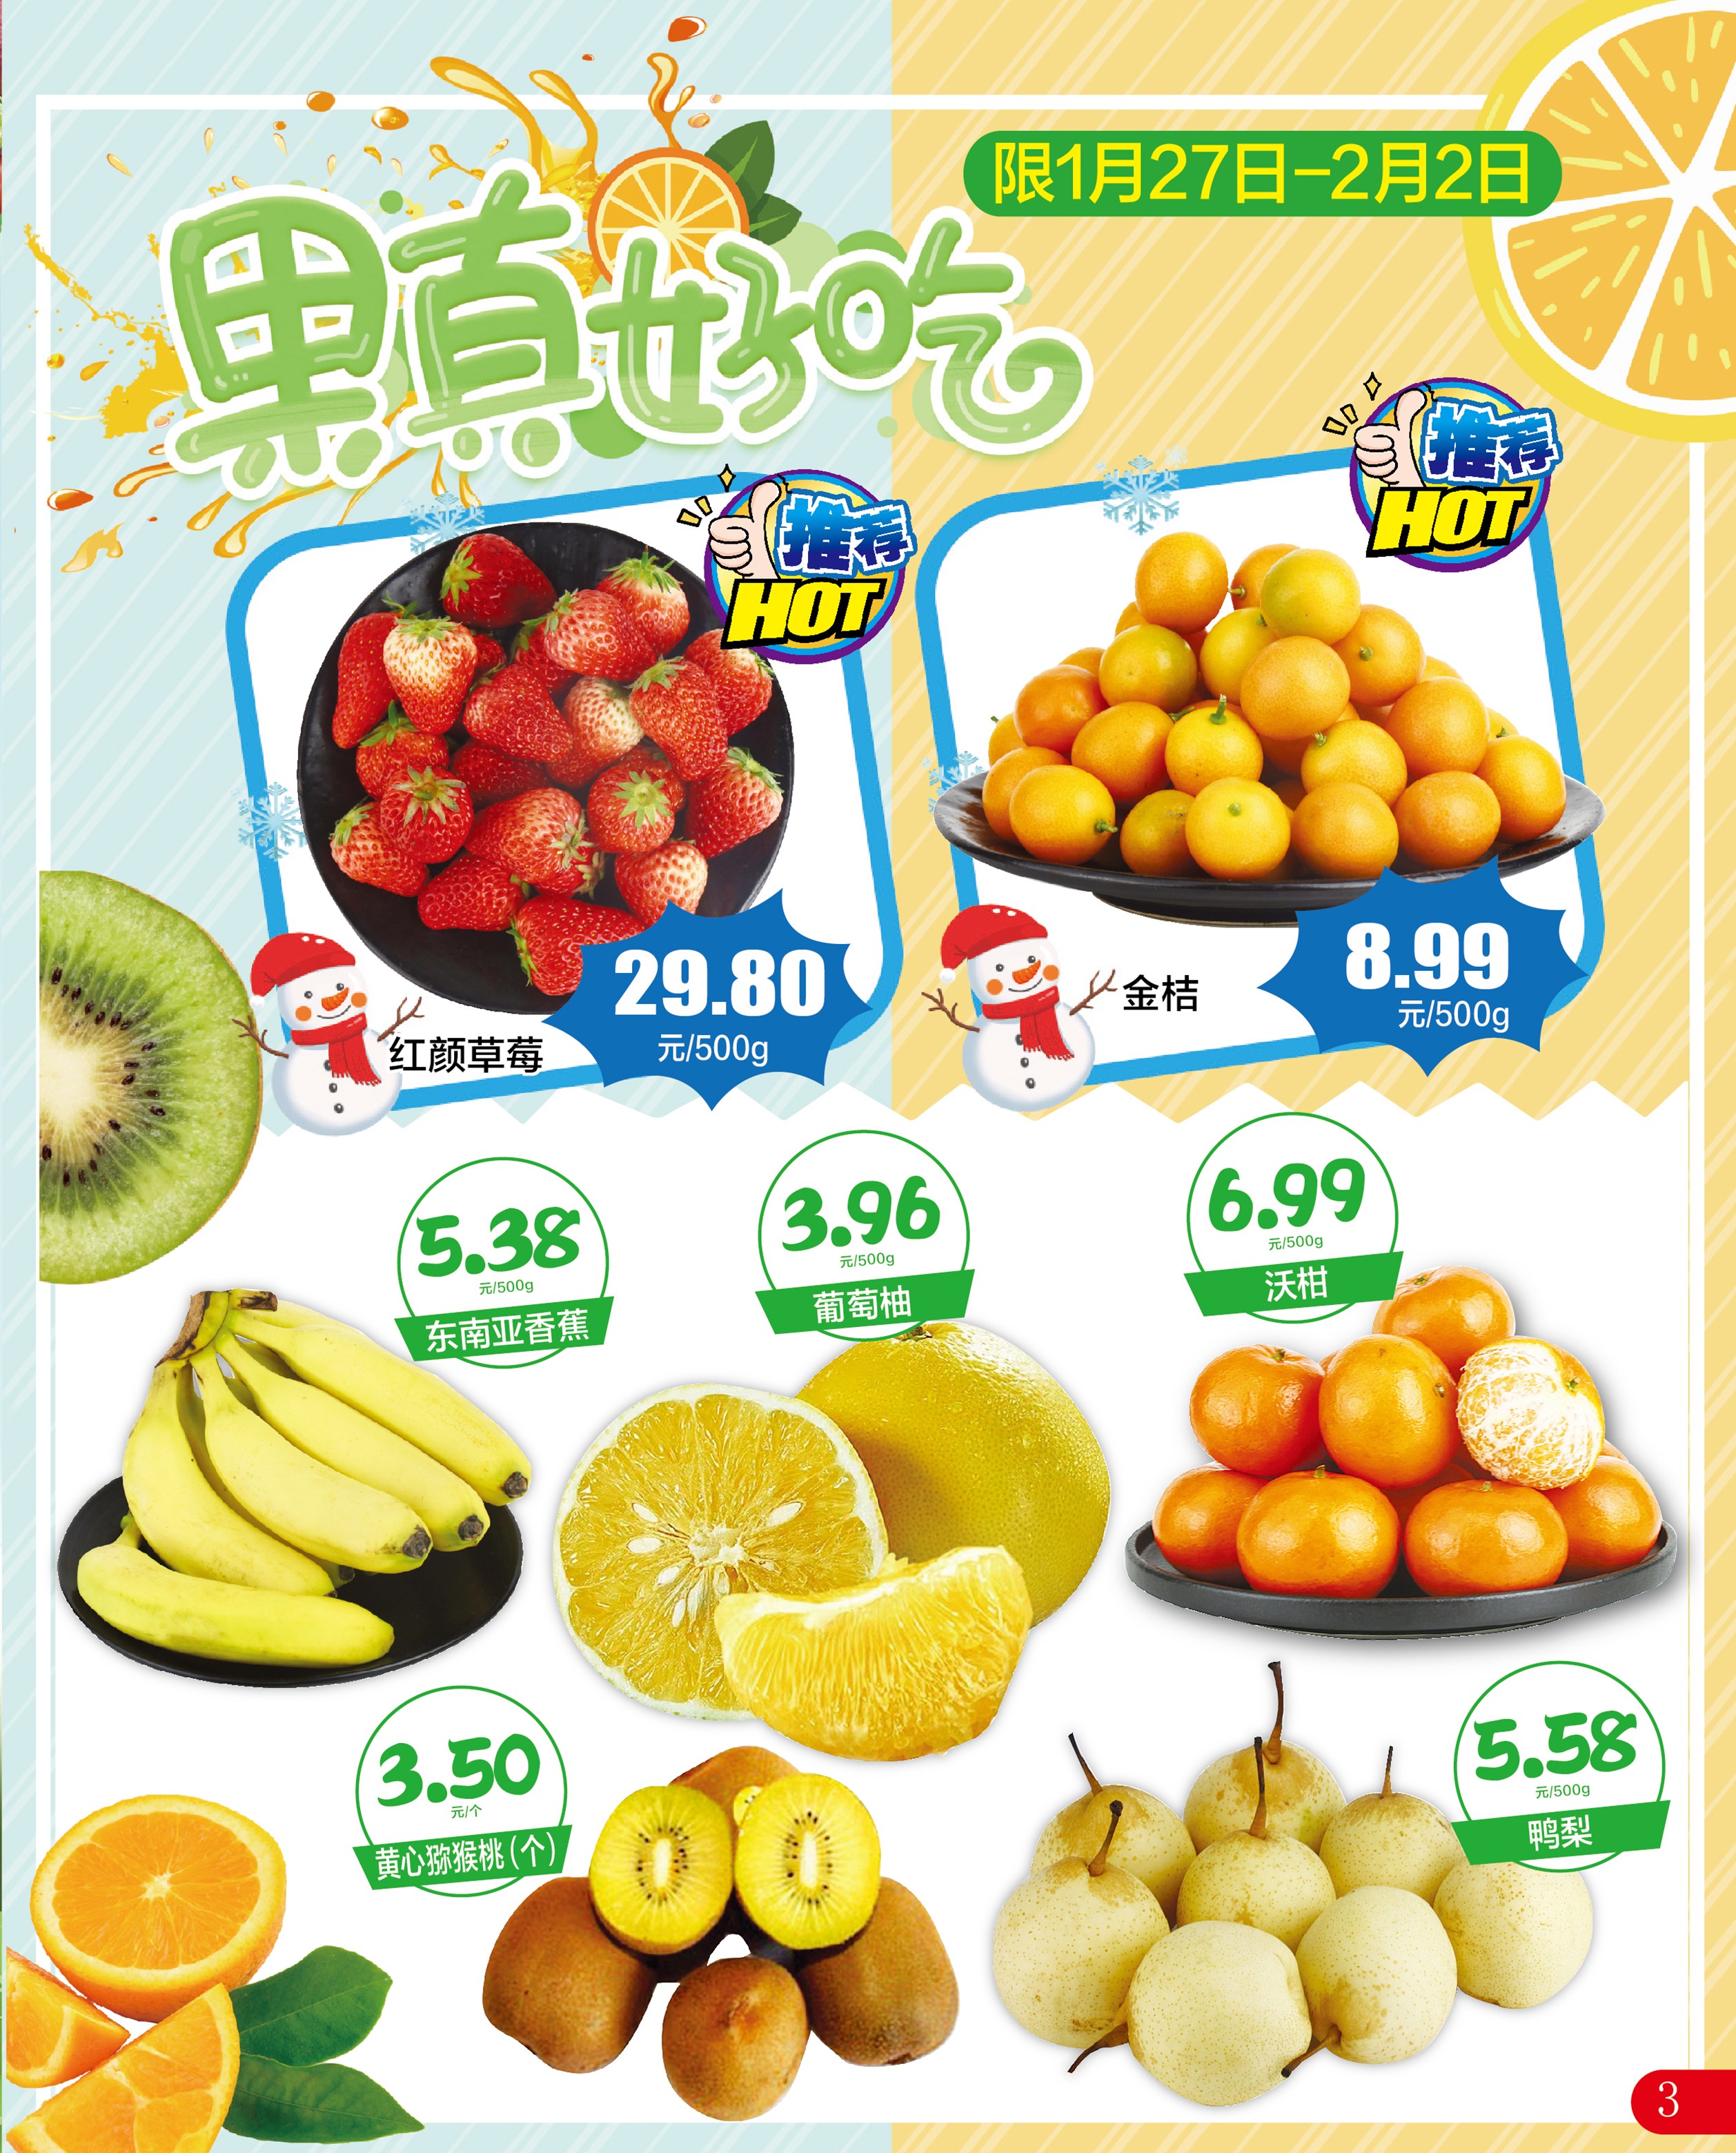 限1月27日-2月2日
果真好吃
推荐
HOT
推荐
HOT
29.80
元/500g
红颜草莓
8.99
元/500g
金桔
5.38
元/500g
东南亚香蕉
3.96
元/500g
葡萄柚
6.99
元/500g
沃柑
3.50
元/个
黄心猕猴桃(个)
5.58
元/500g
鸭梨
3